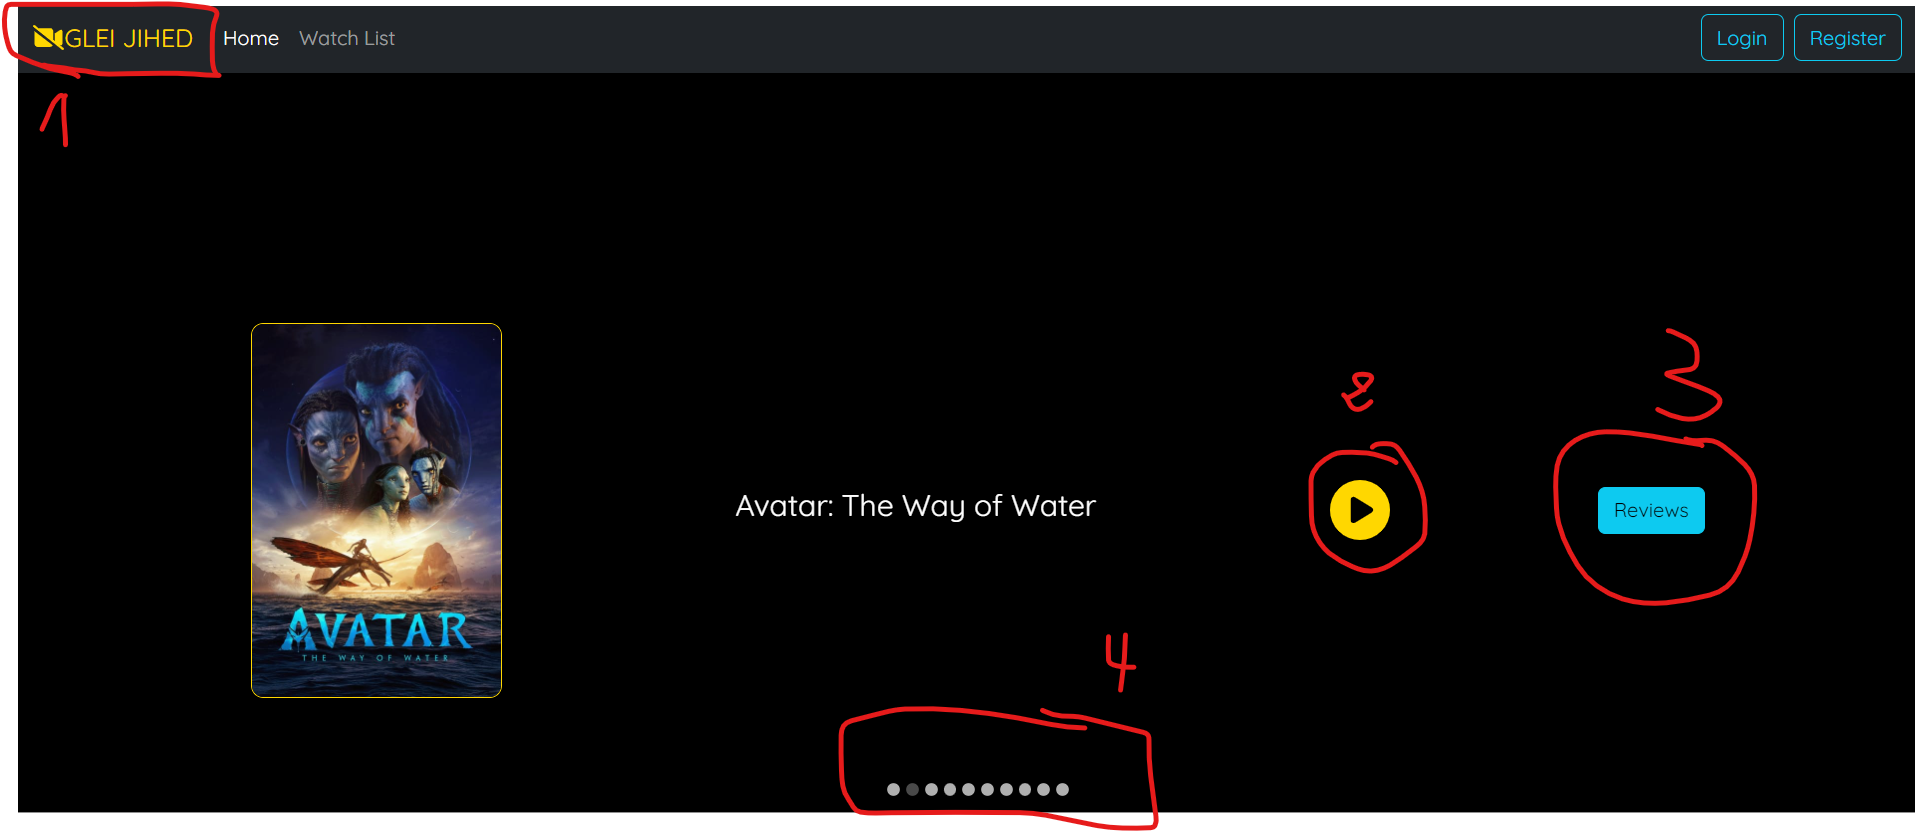 GLEI JIHED Home Watch List Login Register
1
3
2
Avatar: The Way of Water
Reviews
AVATAR
THE WAY OF WATER
4